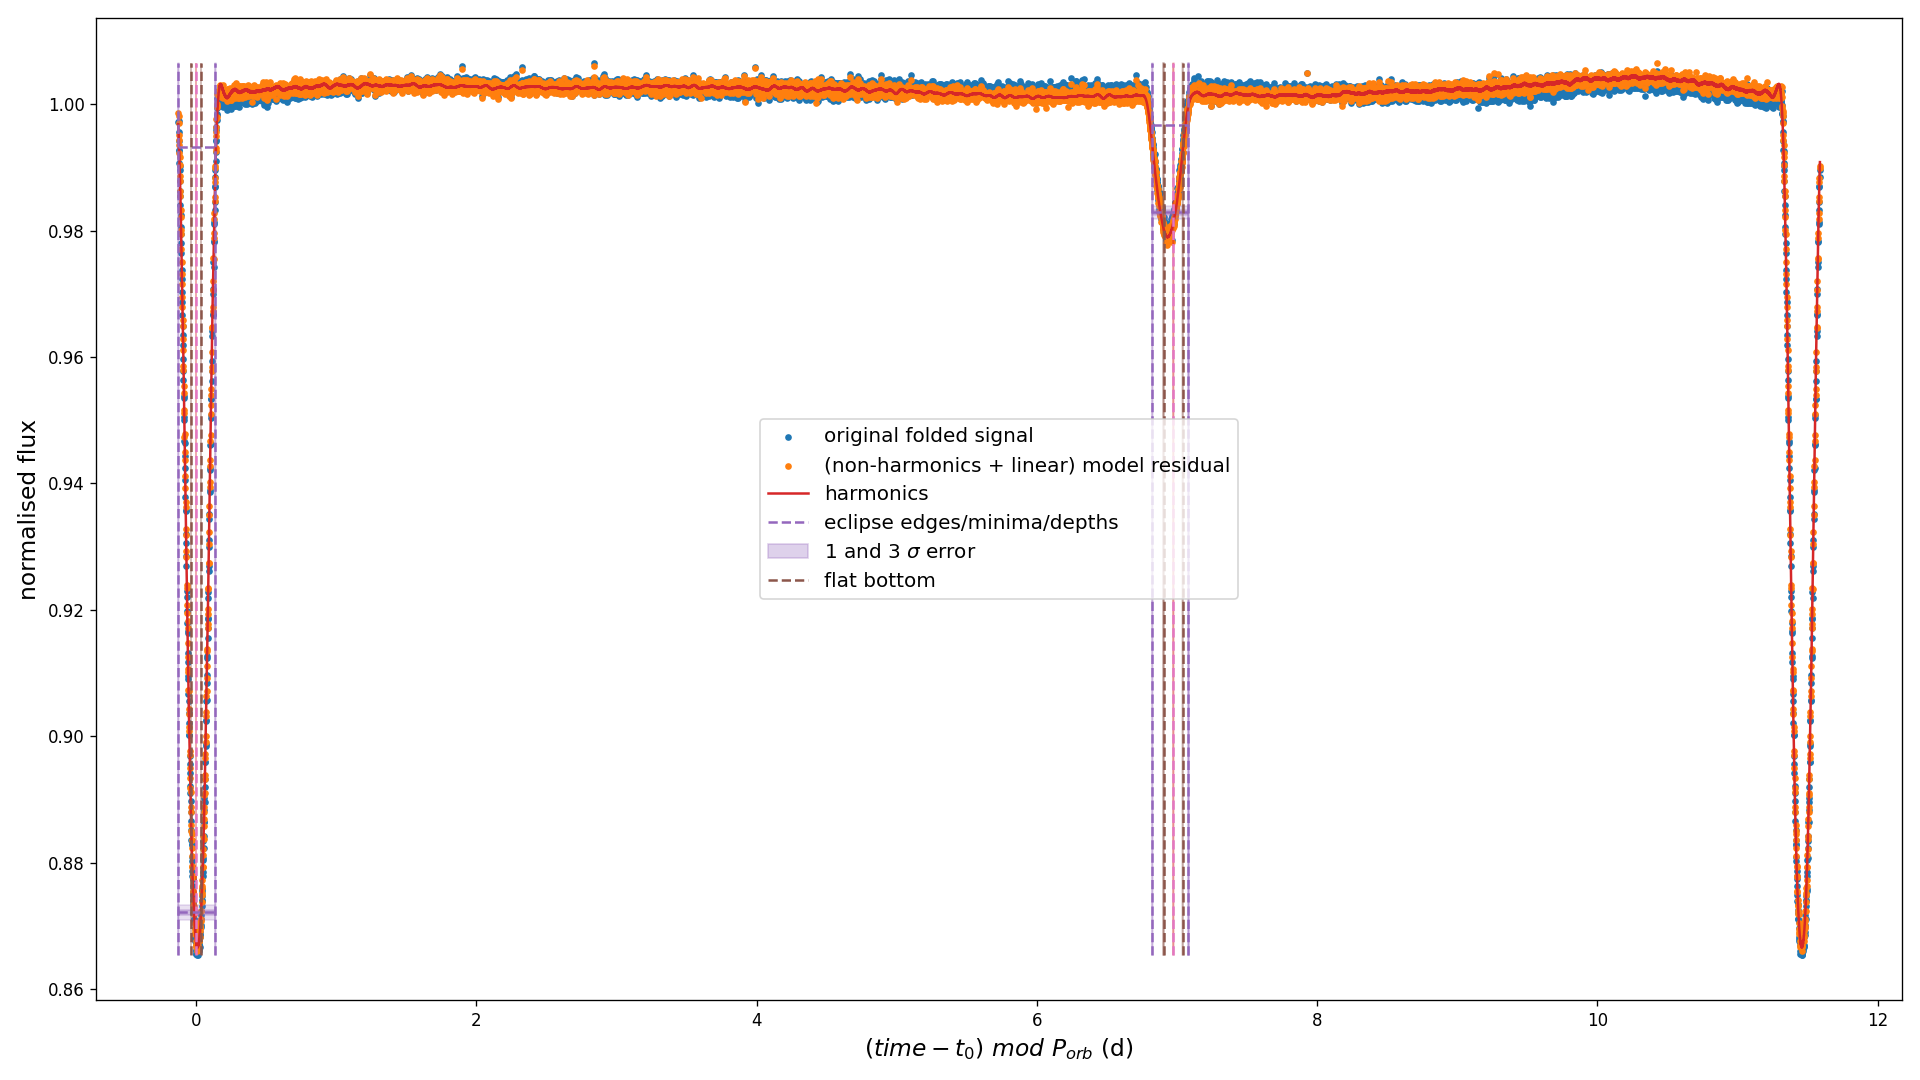 1.00
0.98
0.96
0.94
0.92
0.90
0.88
0.86
normalised flux
original folded signal
(non-harmonics + linear) model residual
harmonics
eclipse edges/minima/depths
1 and 3 σ error
flat bottom
0 2 4 6 8 10 12
(time − t₀) mod Pₒᵣb (d)